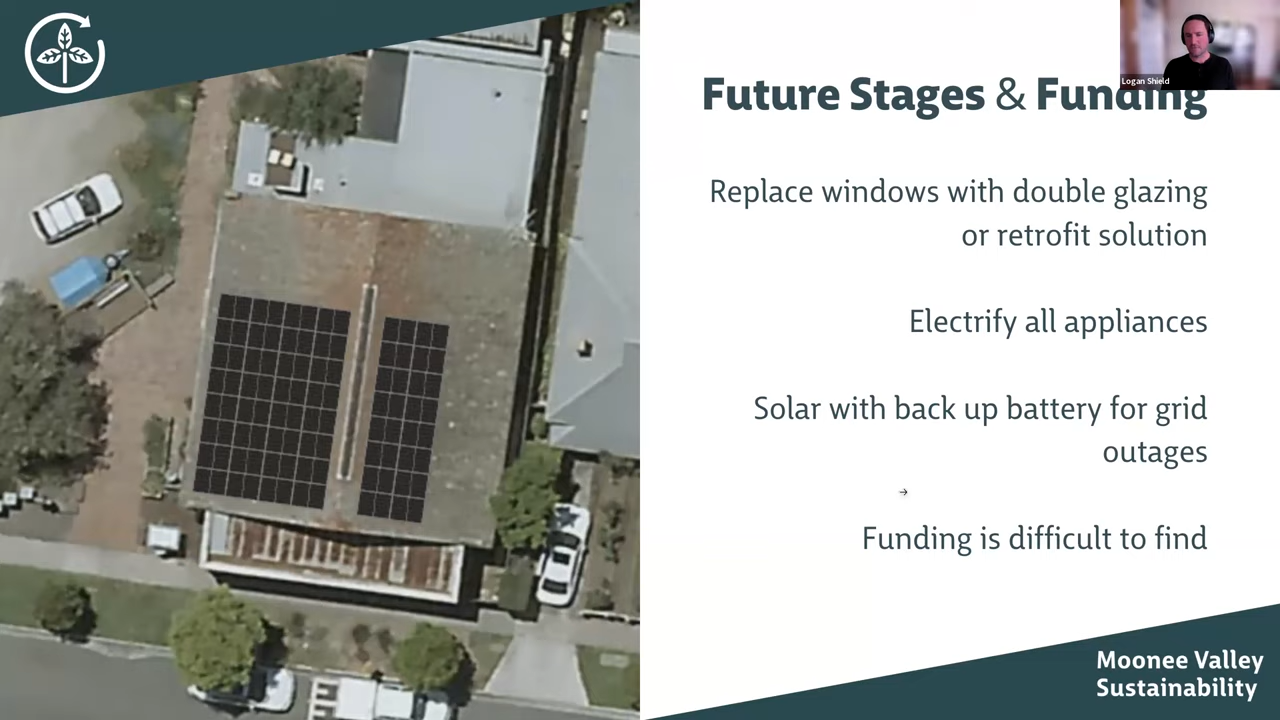 Logan Shield
Future Stages & Funding
Replace windows with double glazing
or retrofit solution
Electrify all appliances
Solar with back up battery for grid
outages
Funding is difficult to find
Moonee Valley
Sustainability